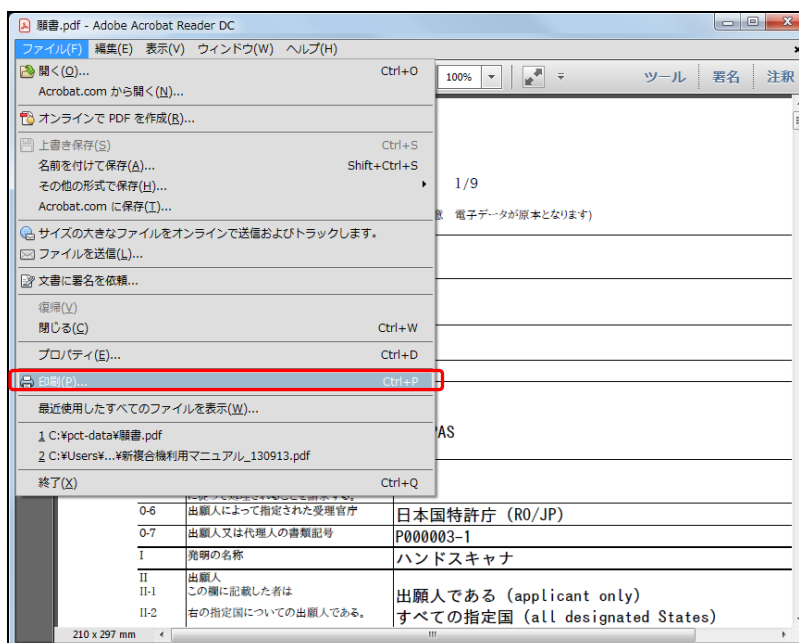 願書.pdf - Adobe Acrobat Reader DC
ファイル(F) 編集(E) 表示(V) ウィンドウ(W) ヘルプ(H)
100% ツール 署名 注釈
開く(O)... Ctrl+O
Acrobat.com から開く(N)...
オンラインで PDF を作成(R)...
上書き保存(S) Ctrl+S
名前を付けて保存(A)... Shift+Ctrl+S
その他の形式で保存(H)...
Acrobat.com に保存(T)...
サイズの大きなファイルをオンラインで送信およびトラックします。
ファイルを送信(L)...
文書に署名を依頼...
復帰(V)
閉じる(C) Ctrl+W
プロパティ(E)... Ctrl+D
印刷(P)... Ctrl+P
最近使用したすべてのファイルを表示(W)...
1 C:¥pct-data¥願書.pdf
2 C:¥Users¥...¥新複合機利用マニュアル_130913.pdf
終了(X) Ctrl+Q
1/9
電子データが原本となります)
PAS
0-6 出願人によって指定された受理官庁 日本国特許庁 (RO/JP)
0-7 出願人又は代理人の書類記号 P000003-1
I 発明の名称 ハンドスキャナ
II 出願人
II-1 この欄に記載した者は 出願人である (applicant only)
II-2 右の指定国についての出願人である。 すべての指定国 (all designated States)
210 x 297 mm